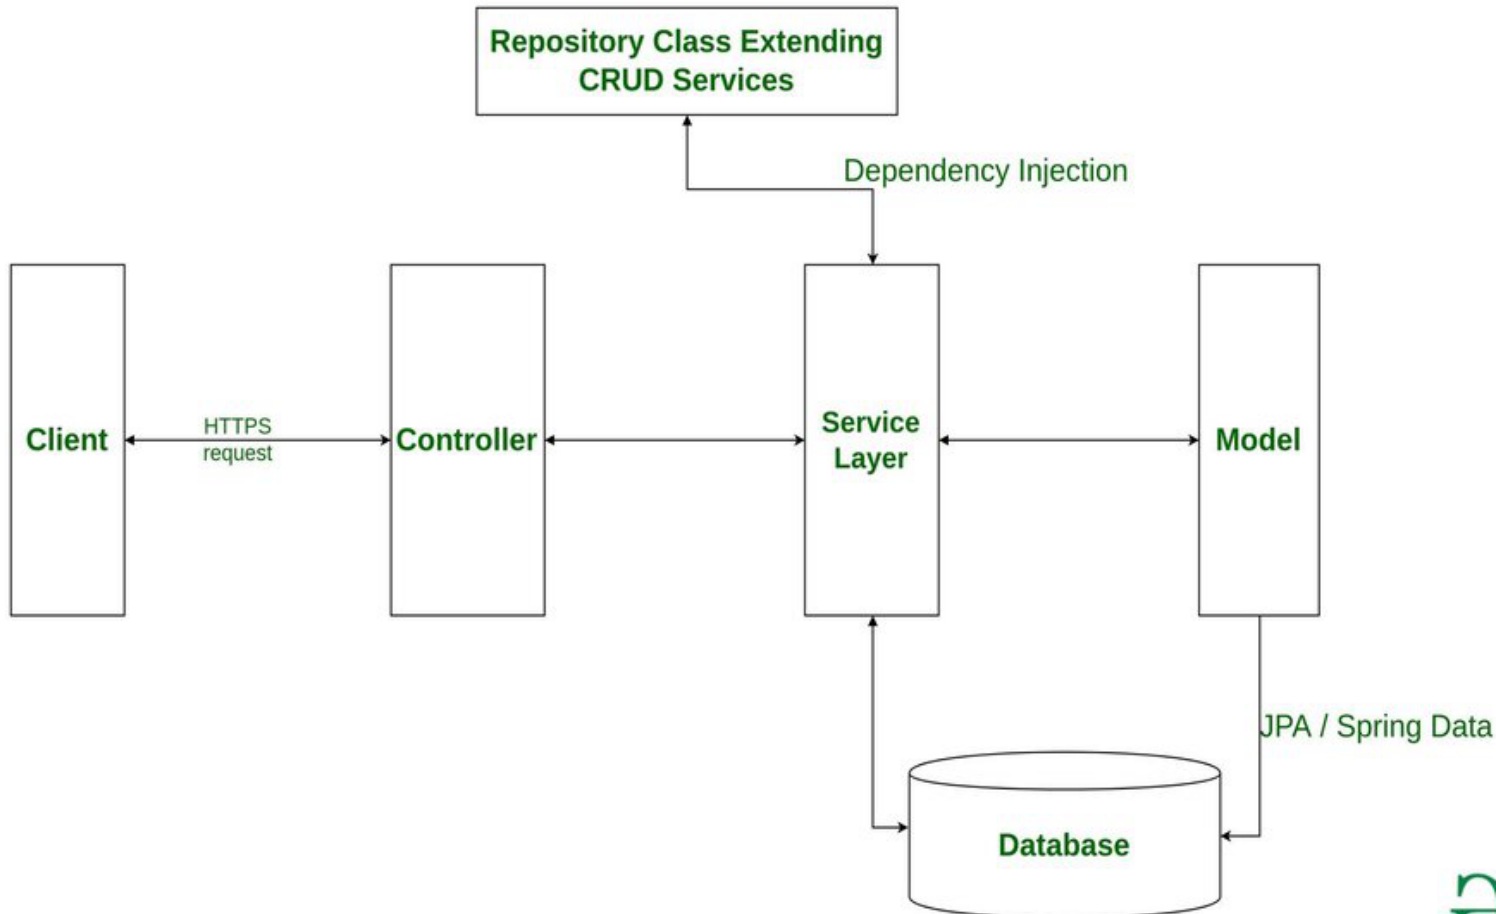 Repository Class Extending
CRUD Services
Dependency Injection
Client
HTTPS
request
Controller
Service
Layer
Model
JPA / Spring Data
Database